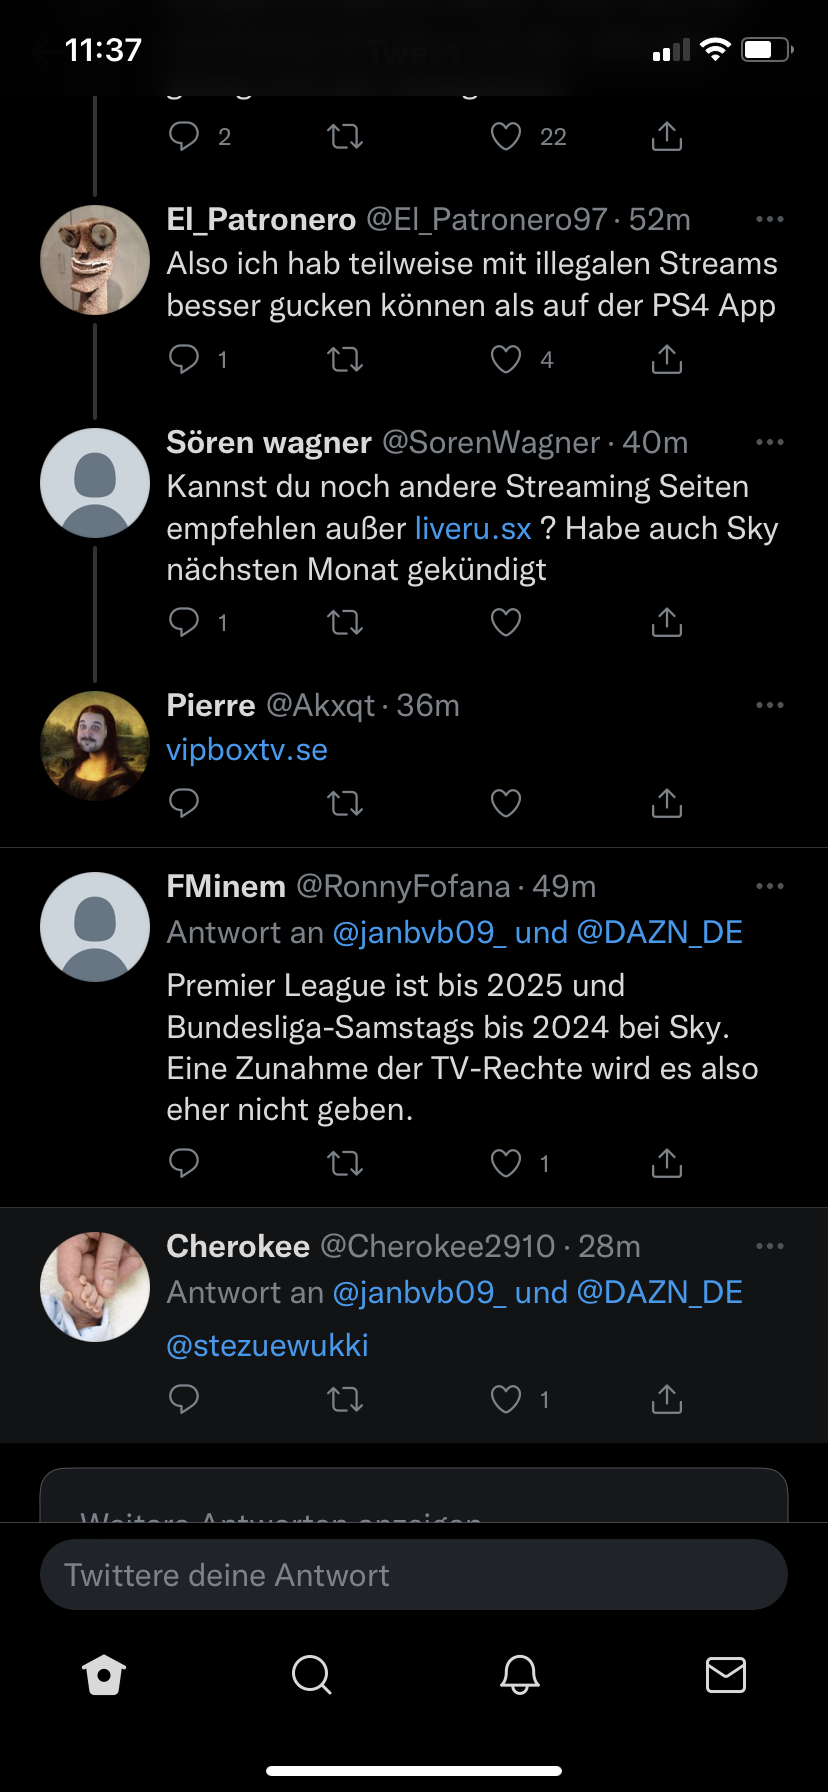 11:37
2 22
El_Patronero @El_Patronero97 · 52m
Also ich hab teilweise mit illegalen Streams
besser gucken können als auf der PS4 App
1 4
Sören wagner @SorenWagner · 40m
Kannst du noch andere Streaming Seiten
empfehlen außer liveru.sx ? Habe auch Sky
nächsten Monat gekündigt
1
Pierre @Akxqt · 36m
vipboxtv.se
FMinem @RonnyFofana · 49m
Antwort an @janbvb09_ und @DAZN_DE
Premier League ist bis 2025 und
Bundesliga-Samstags bis 2024 bei Sky.
Eine Zunahme der TV-Rechte wird es also
eher nicht geben.
1
Cherokee @Cherokee2910 · 28m
Antwort an @janbvb09_ und @DAZN_DE
@stezuewukki
1
Weitere Antworten anzeigen
Twittere deine Antwort